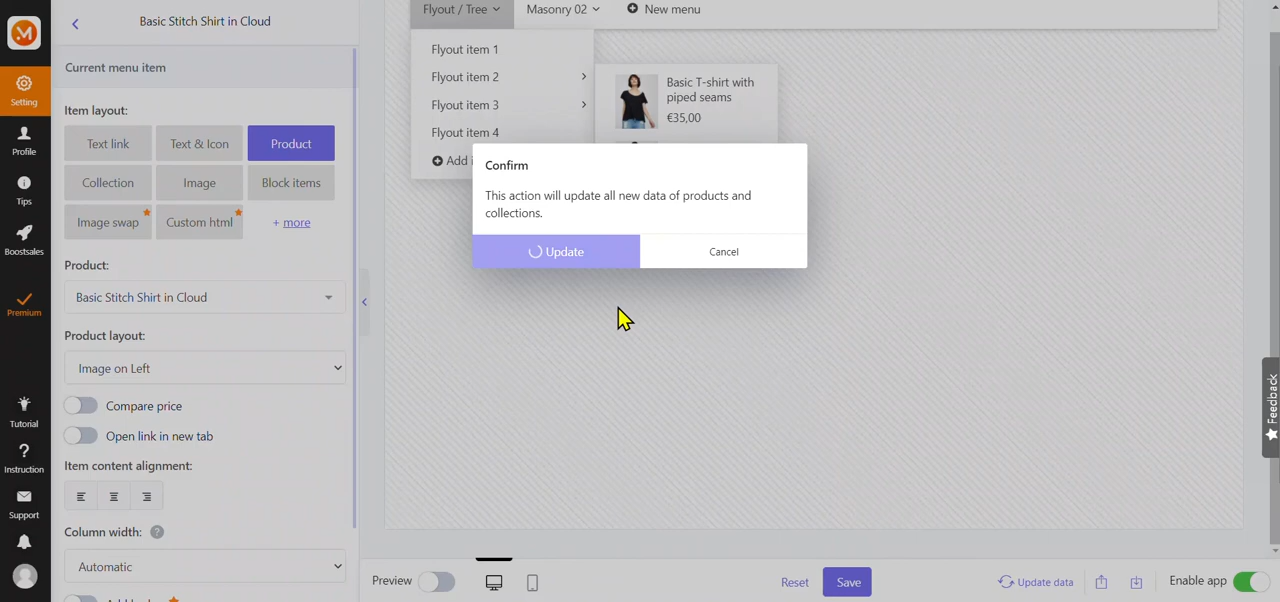 Setting
Profile
Tips
Boostsales
Premium
Tutorial
Instruction
Support
Basic Stitch Shirt in Cloud
Current menu item
Item layout:
Text link
Text & Icon
Product
Collection
Image
Block items
Image swap
Custom html
+ more
Product:
Basic Stitch Shirt in Cloud
Product layout:
Image on Left
Compare price
Open link in new tab
Item content alignment:
Column width: ?
Automatic
Flyout / Tree
Masonry 02
New menu
Flyout item 1
Flyout item 2
Flyout item 3
Flyout item 4
Add
Basic T-shirt with
piped seams
€35,00
Confirm
This action will update all new data of products and
collections.
Update
Cancel
Feedback
Preview
Reset
Save
Update data
Enable app